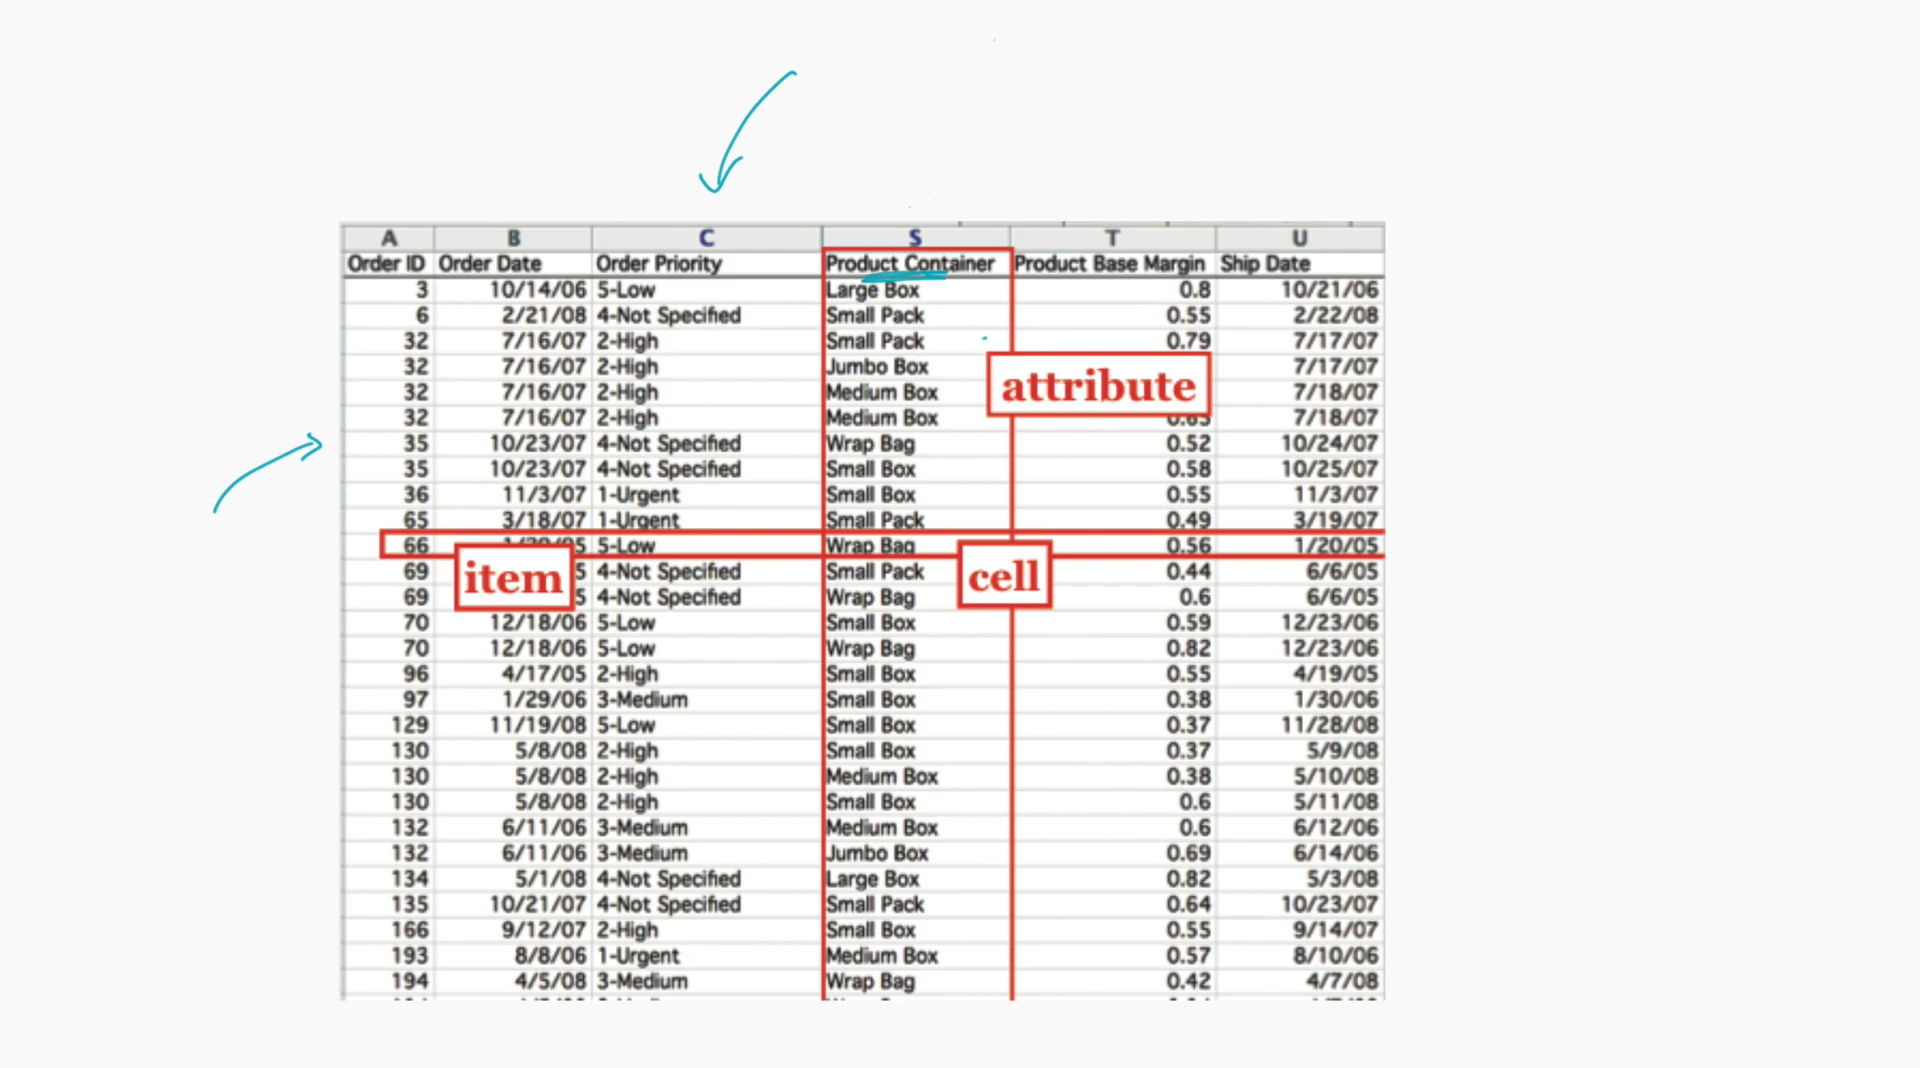 A B C S T U
Order ID Order Date Order Priority Product Container Product Base Margin Ship Date
3 10/14/06 5-Low Large Box 0.8 10/21/06
6 2/21/08 4-Not Specified Small Pack 0.55 2/22/08
32 7/16/07 2-High Small Pack 0.79 7/17/07
32 7/16/07 2-High Jumbo Box 7/17/07
attribute
32 7/16/07 2-High Medium Box 7/18/07
32 7/16/07 2-High Medium Box 7/18/07
35 10/23/07 4-Not Specified Wrap Bag 0.52 10/24/07
35 10/23/07 4-Not Specified Small Box 0.58 10/25/07
36 11/3/07 1-Urgent Small Box 0.55 11/3/07
65 3/18/07 1-Urgent Small Pack 0.49 3/19/07
66 5-Low Wrap Bag 0.56 1/20/05
item cell
69 5 4-Not Specified Small Pack 0.44 6/6/05
69 5 4-Not Specified Wrap Bag 0.6 6/6/05
70 12/18/06 5-Low Small Box 0.59 12/23/06
70 12/18/06 5-Low Wrap Bag 0.82 12/23/06
96 4/17/05 2-High Small Box 0.55 4/19/05
97 1/29/06 3-Medium Small Box 0.38 1/30/06
129 11/19/08 5-Low Small Box 0.37 11/28/08
130 5/8/08 2-High Small Box 0.37 5/9/08
130 5/8/08 2-High Medium Box 0.38 5/10/08
130 5/8/08 2-High Small Box 0.6 5/11/08
132 6/11/06 3-Medium Medium Box 0.6 6/12/06
132 6/11/06 3-Medium Jumbo Box 0.69 6/14/06
134 5/1/08 4-Not Specified Large Box 0.82 5/3/08
135 10/21/07 4-Not Specified Small Pack 0.64 10/23/07
166 9/12/07 2-High Small Box 0.55 9/14/07
193 8/8/06 1-Urgent Medium Box 0.57 8/10/06
194 4/5/08 3-Medium Wrap Bag 0.42 4/7/08